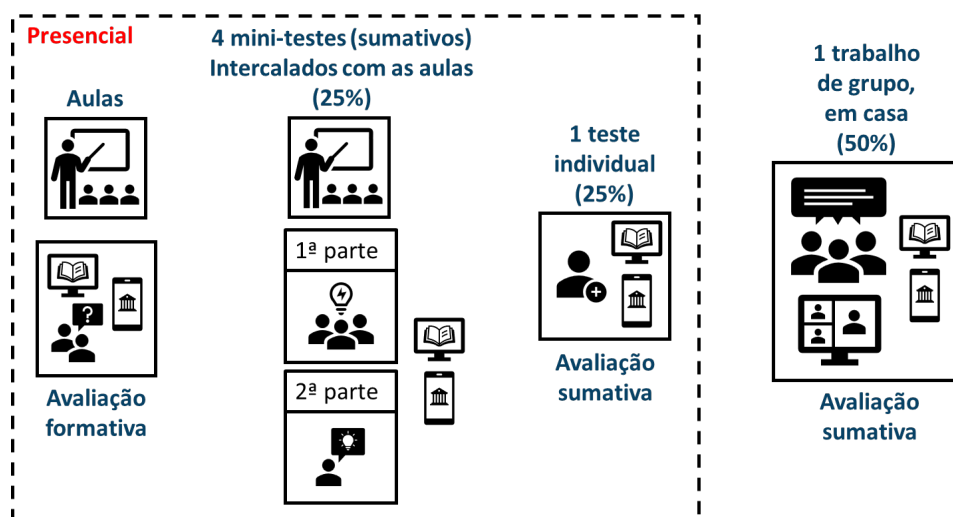 Presencial
4 mini-testes (sumativos)
Intercalados com as aulas
(25%)
Aulas
1ª parte
2ª parte
Avaliação
formativa
1 teste
individual
(25%)
Avaliação
sumativa
1 trabalho
de grupo,
em casa
(50%)
Avaliação
sumativa
?